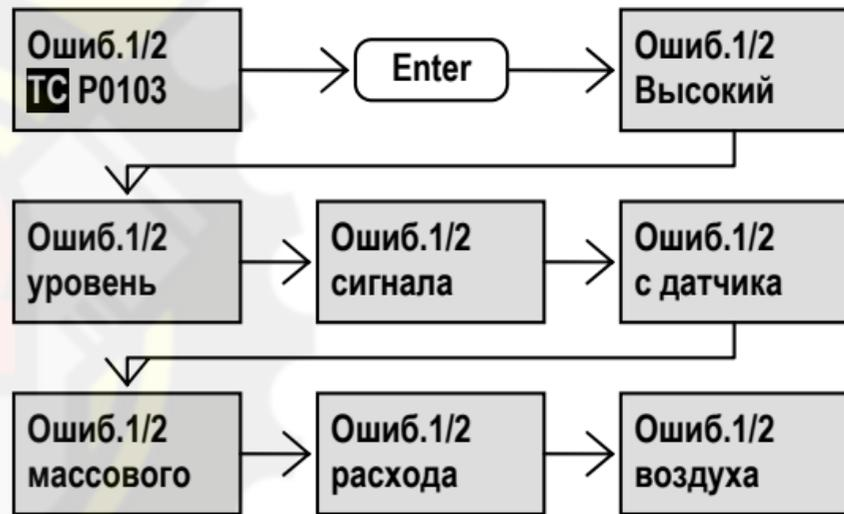 Ошиб.1/2
ТС P0103
Enter
Ошиб.1/2
Высокий
Ошиб.1/2
уровень
Ошиб.1/2
сигнала
Ошиб.1/2
с датчика
Ошиб.1/2
массового
Ошиб.1/2
расхода
Ошиб.1/2
воздуха